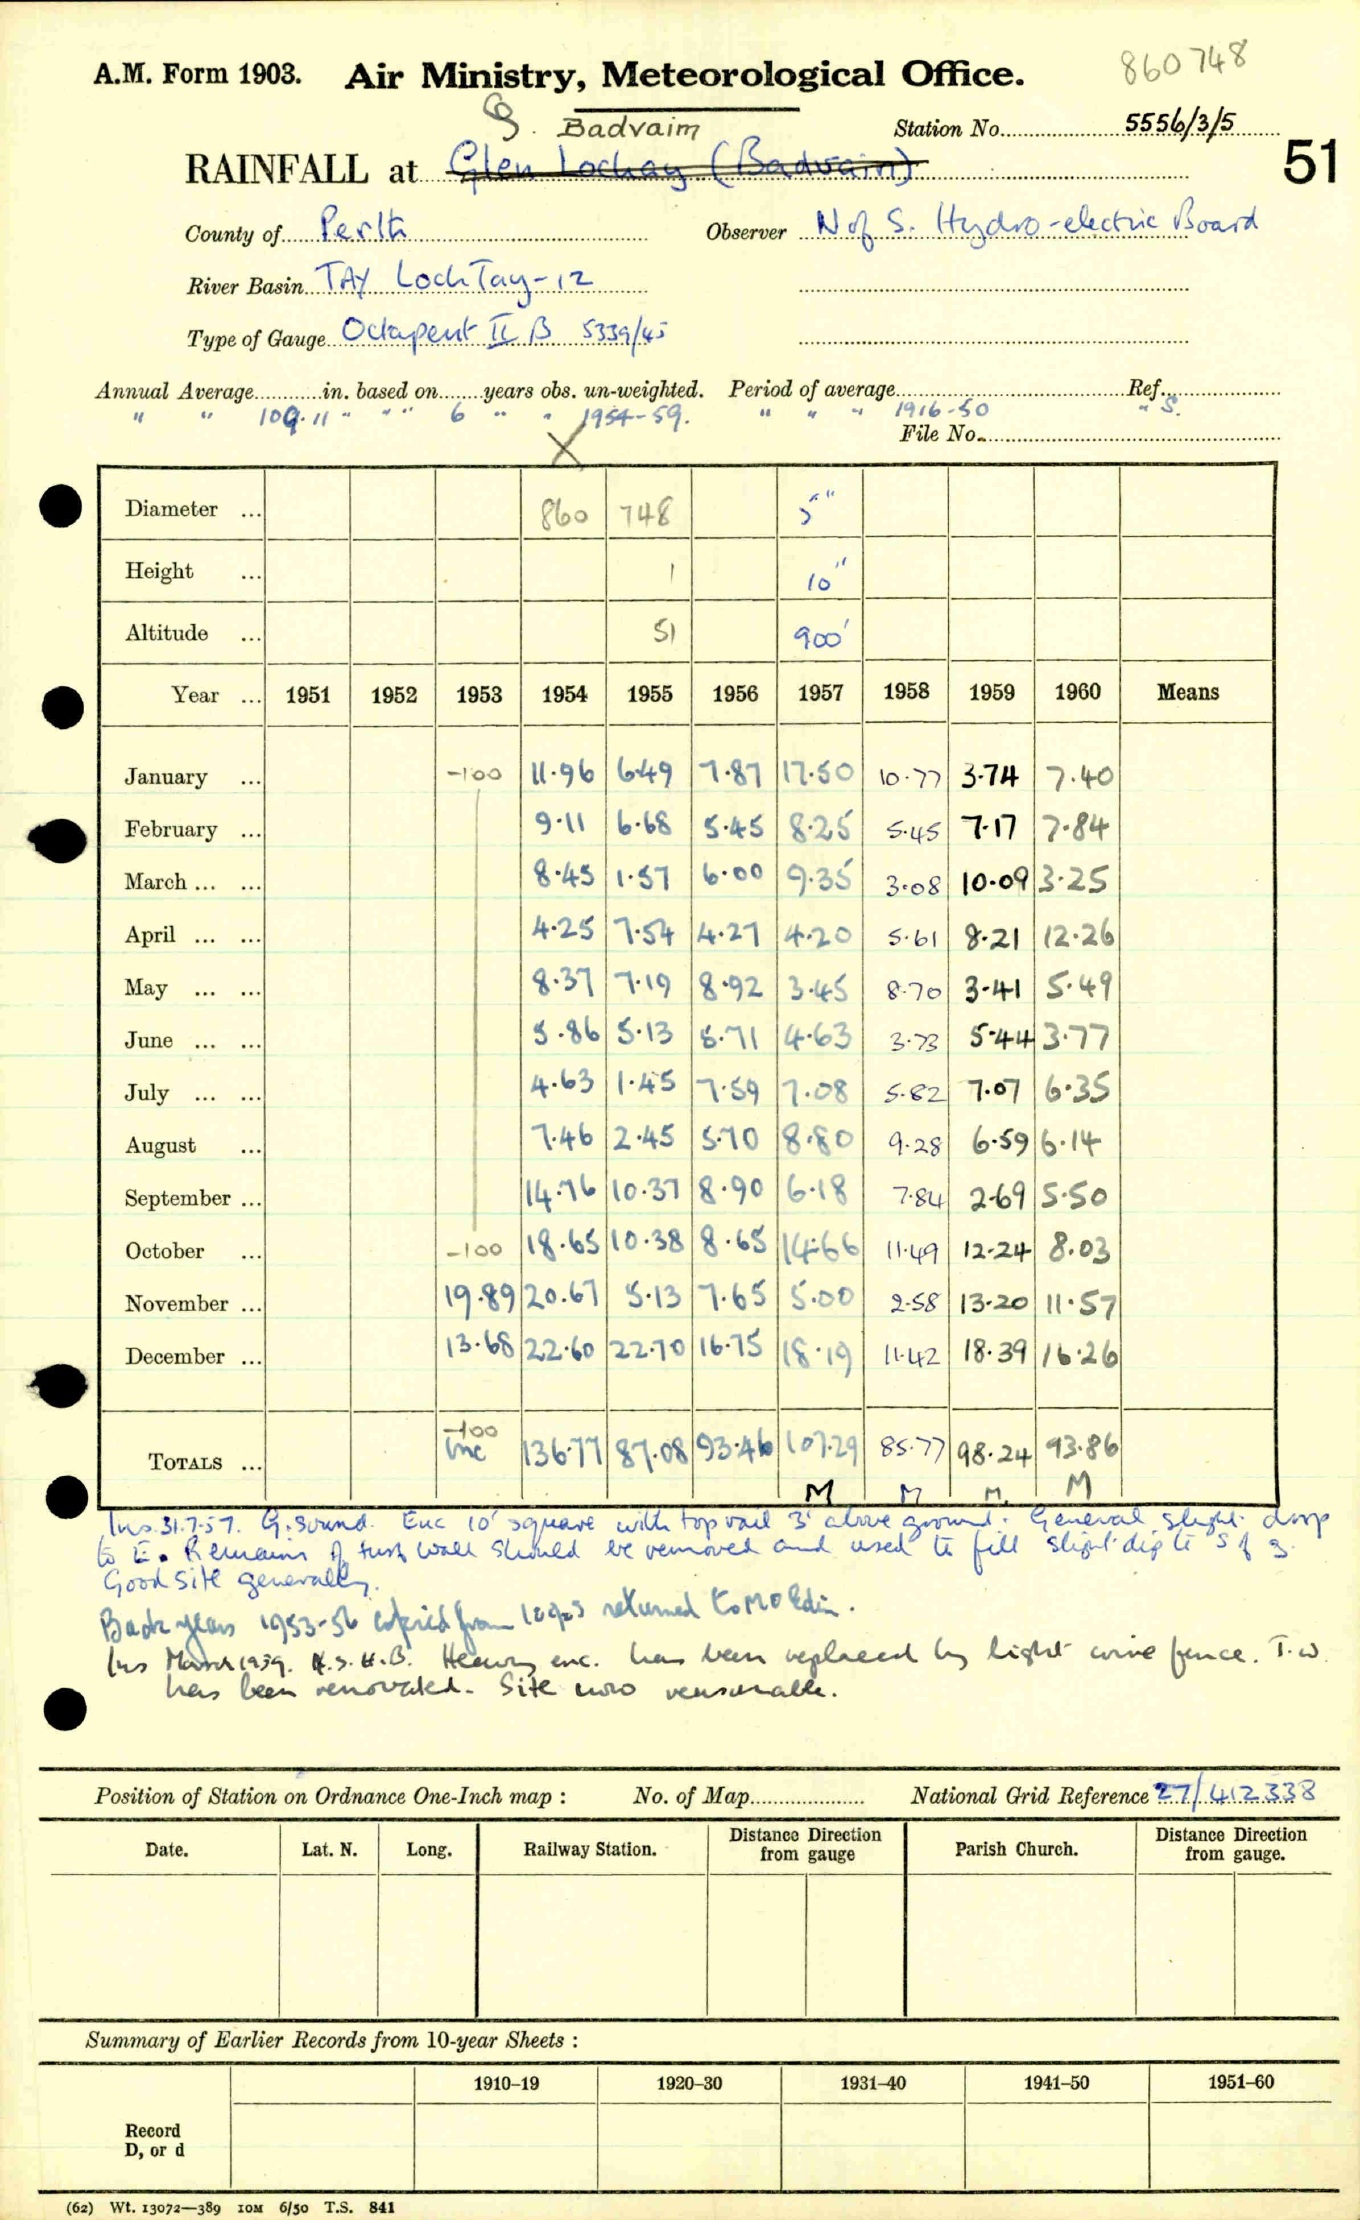 860748
A.M. Form 1903. Air Ministry, Meteorological Office.
Badvaim
Station No. 5556/3/5
51
RAINFALL at Glen Lochay (Badvaim)
County of Perth Observer N of S. Hydro-electric Board
River Basin TAY Loch Tay-12
Type of Gauge Octapent II B 5339/45
Annual Average in. based on years obs. un-weighted. Period of average Ref.
" " 109.11 " " " 6 " " 1954-59. " " " 1916-50 " S.
File No.
X
Diameter ... 860 748 5"
Height ... 1 10"
Altitude ... 51 900'
Year ... 1951 1952 1953 1954 1955 1956 1957 1958 1959 1960 Means
January ... -100 11.96 6.49 7.87 17.50 10.77 3.74 7.40
February ... 9.11 6.68 5.45 8.25 5.45 7.17 7.84
March ... ... 8.45 1.57 6.00 9.35 3.08 10.09 3.25
April ... ... 4.25 7.54 4.27 4.20 5.61 8.21 12.26
May ... ... 8.37 7.19 8.92 3.45 8.70 3.41 5.49
June ... ... 5.86 5.13 5.71 4.63 3.73 5.44 3.77
July ... ... 4.63 1.45 7.59 7.08 5.82 7.07 6.35
August ... 7.46 2.45 5.70 8.80 9.28 6.59 6.14
September ... 14.76 10.37 8.90 6.18 7.84 2.69 5.50
October ... -100 18.65 10.38 8.65 14.66 11.49 12.24 8.03
November ... 19.89 20.67 5.13 7.65 5.00 2.58 13.20 11.57
December ... 13.68 22.60 22.70 16.75 18.19 11.42 18.39 16.26
-100
TOTALS ... Inc 136.77 87.08 93.46 107.29 85.77 98.24 93.86
M M M. M
Ins. 31.7.57. G. sound. Enc 10' square with top rail 3' above ground. General slight drop
to E. Remains of turf wall should be removed and used to fill slight dip to S of g.
Good site generally.
Back years 1953-56 copied from returned to MO Edin.
Ins March 1959. H.S.H.B. Heavy enc. has been replaced by light wire fence. T.W.
has been renovated. Site now reasonable.
Position of Station on Ordnance One-Inch map : No. of Map National Grid Reference 27/412338
Date. Lat. N. Long. Railway Station. Distance Direction from gauge Parish Church. Distance Direction from gauge.
Summary of Earlier Records from 10-year Sheets :
1910–19 1920–30 1931–40 1941–50 1951–60
Record
D, or d
(62) Wt. 13072—389 10M 6/50 T.S. 841